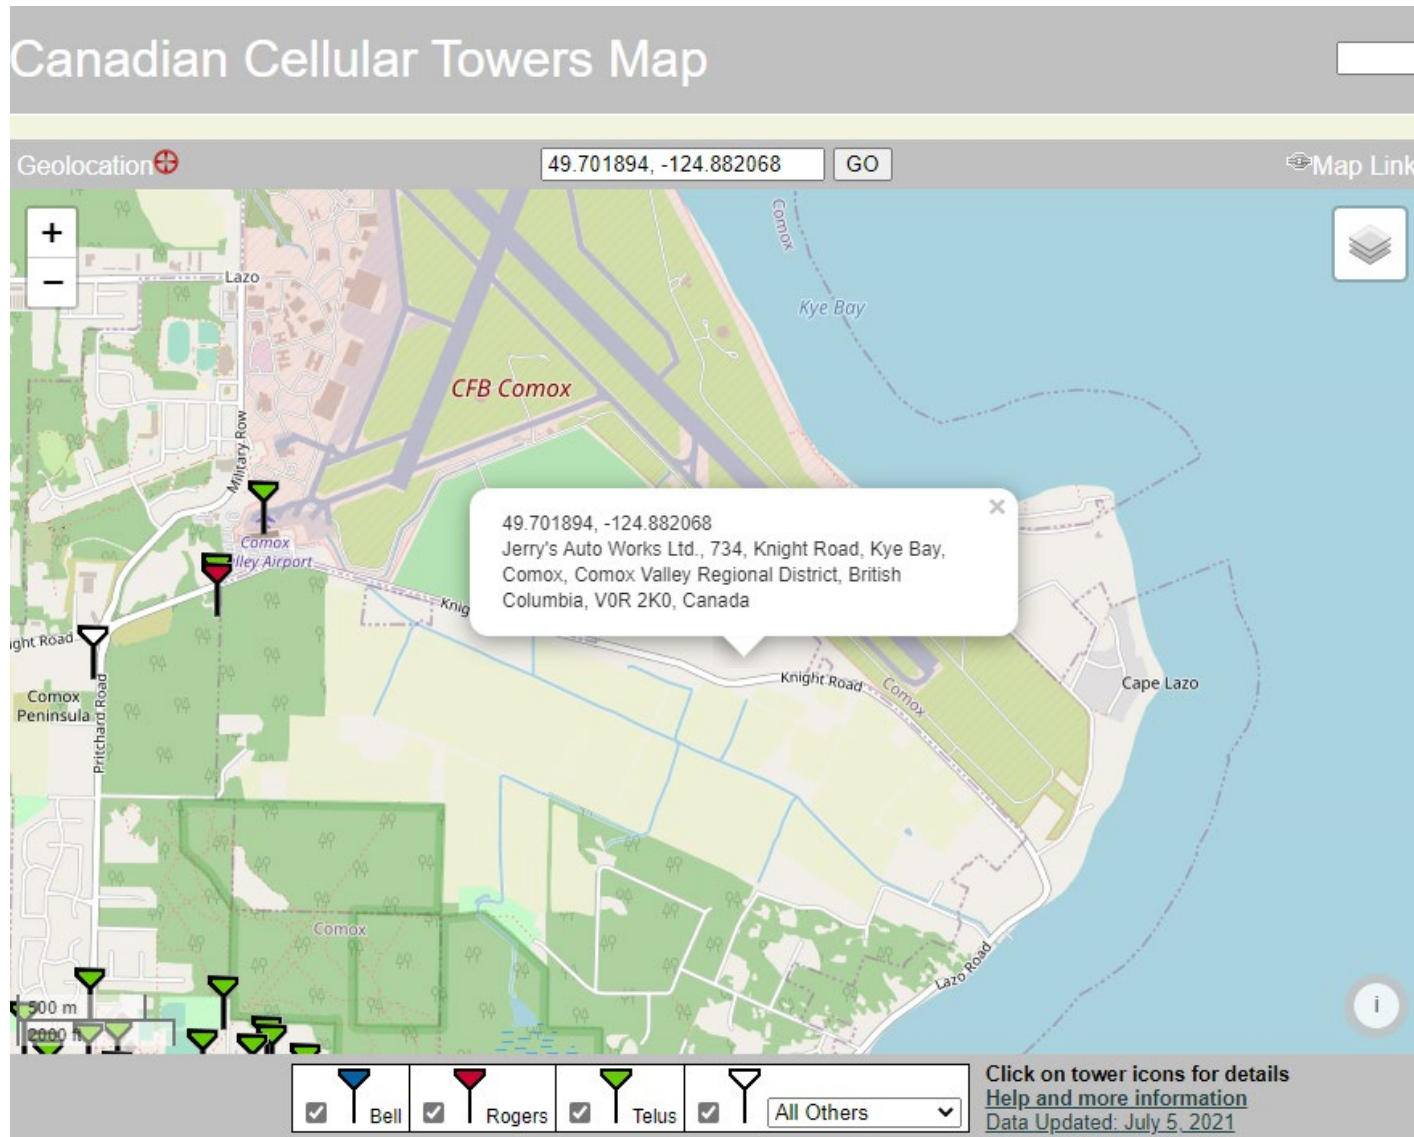 Canadian Cellular Towers Map
Geolocation
49.701894, -124.882068
GO
Map Link
+
−
Lazo
Comox
Kye Bay
CFB Comox
Military Row
Comox
lley Airport
×
49.701894, -124.882068
Jerry's Auto Works Ltd., 734, Knight Road, Kye Bay,
Comox, Comox Valley Regional District, British
Columbia, V0R 2K0, Canada
Knig
ght Road
Comox
Peninsula
Pritchard Road
Knight Road
Comox
Cape Lazo
Comox
Lazo Road
500 m
2000 ft
i
Bell
Rogers
Telus
All Others
Click on tower icons for details
Help and more information
Data Updated: July 5, 2021